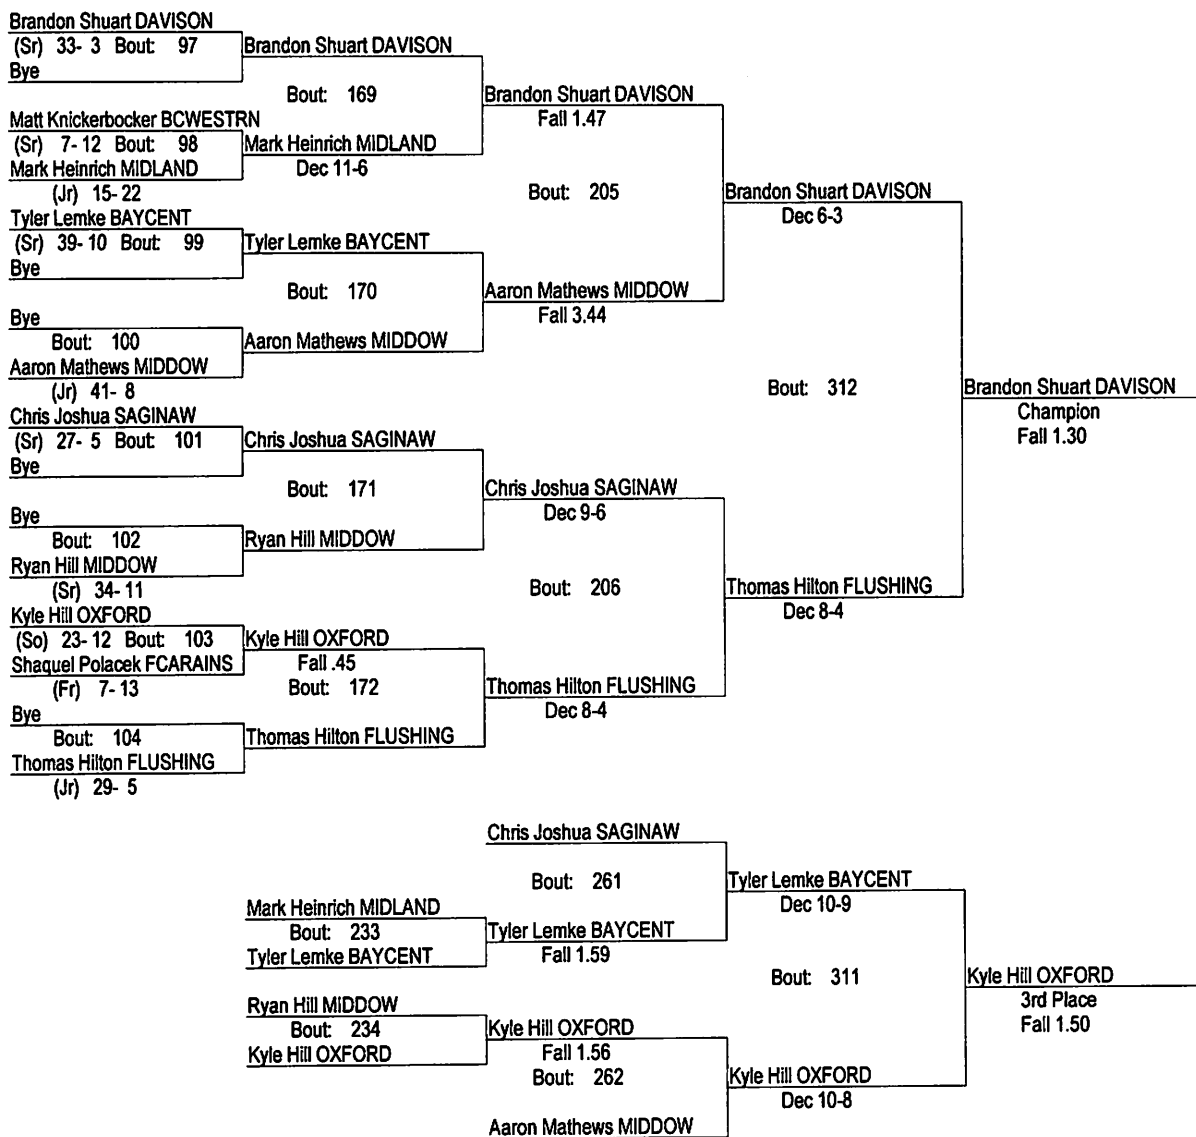 Brandon Shuart DAVISON
(Sr) 33- 3 Bout: 97
Bye
Brandon Shuart DAVISON
Bout: 169
Matt Knickerbocker BCWESTRN
(Sr) 7- 12 Bout: 98
Mark Heinrich MIDLAND
(Jr) 15- 22
Mark Heinrich MIDLAND
Dec 11-6
Brandon Shuart DAVISON
Fall 1.47
Bout: 205
Tyler Lemke BAYCENT
(Sr) 39- 10 Bout: 99
Bye
Tyler Lemke BAYCENT
Bout: 170
Bye
Bout: 100
Aaron Mathews MIDDOW
(Jr) 41- 8
Aaron Mathews MIDDOW
Aaron Mathews MIDDOW
Fall 3.44
Brandon Shuart DAVISON
Dec 6-3
Bout: 312
Chris Joshua SAGINAW
(Sr) 27- 5 Bout: 101
Bye
Chris Joshua SAGINAW
Bout: 171
Bye
Bout: 102
Ryan Hill MIDDOW
(Sr) 34- 11
Ryan Hill MIDDOW
Chris Joshua SAGINAW
Dec 9-6
Bout: 206
Kyle Hill OXFORD
(So) 23- 12 Bout: 103
Shaquel Polacek FCARAINS
(Fr) 7- 13
Kyle Hill OXFORD
Fall .45
Bout: 172
Bye
Bout: 104
Thomas Hilton FLUSHING
(Jr) 29- 5
Thomas Hilton FLUSHING
Thomas Hilton FLUSHING
Dec 8-4
Thomas Hilton FLUSHING
Dec 8-4
Brandon Shuart DAVISON
Champion
Fall 1.30
Chris Joshua SAGINAW
Bout: 261
Mark Heinrich MIDLAND
Bout: 233
Tyler Lemke BAYCENT
Tyler Lemke BAYCENT
Fall 1.59
Tyler Lemke BAYCENT
Dec 10-9
Bout: 311
Ryan Hill MIDDOW
Bout: 234
Kyle Hill OXFORD
Kyle Hill OXFORD
Fall 1.56
Bout: 262
Aaron Mathews MIDDOW
Kyle Hill OXFORD
Dec 10-8
Kyle Hill OXFORD
3rd Place
Fall 1.50